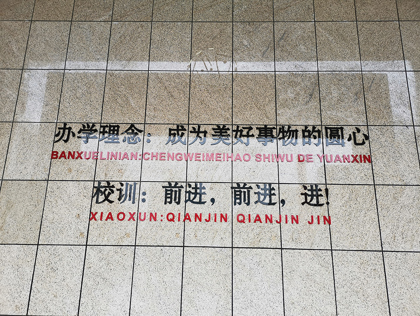 办学理念：成为美好事物的圆心
BANXUELINIAN:CHENGWEIMEIHAO SHIWU DE YUANXIN
校训：前进，前进，进!
XIAOXUN:QIANJIN QIANJIN JIN